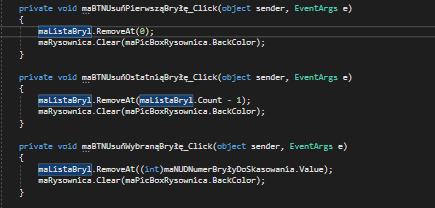 private void maBTNUsuńPierwsząBryłę_Click(object sender, EventArgs e)
{
maListaBryl.RemoveAt(0);
maRysownica.Clear(maPicBoxRysownica.BackColor);
}
private void maBTNUsuńOstatniąBryłę_Click(object sender, EventArgs e)
{
maListaBryl.RemoveAt(maListaBryl.Count - 1);
maRysownica.Clear(maPicBoxRysownica.BackColor);
}
private void maBTNUsuńWybranąBryłę_Click(object sender, EventArgs e)
{
maListaBryl.RemoveAt((int)maNUDNumerBryłyDoSkasowania.Value);
maRysownica.Clear(maPicBoxRysownica.BackColor);
}